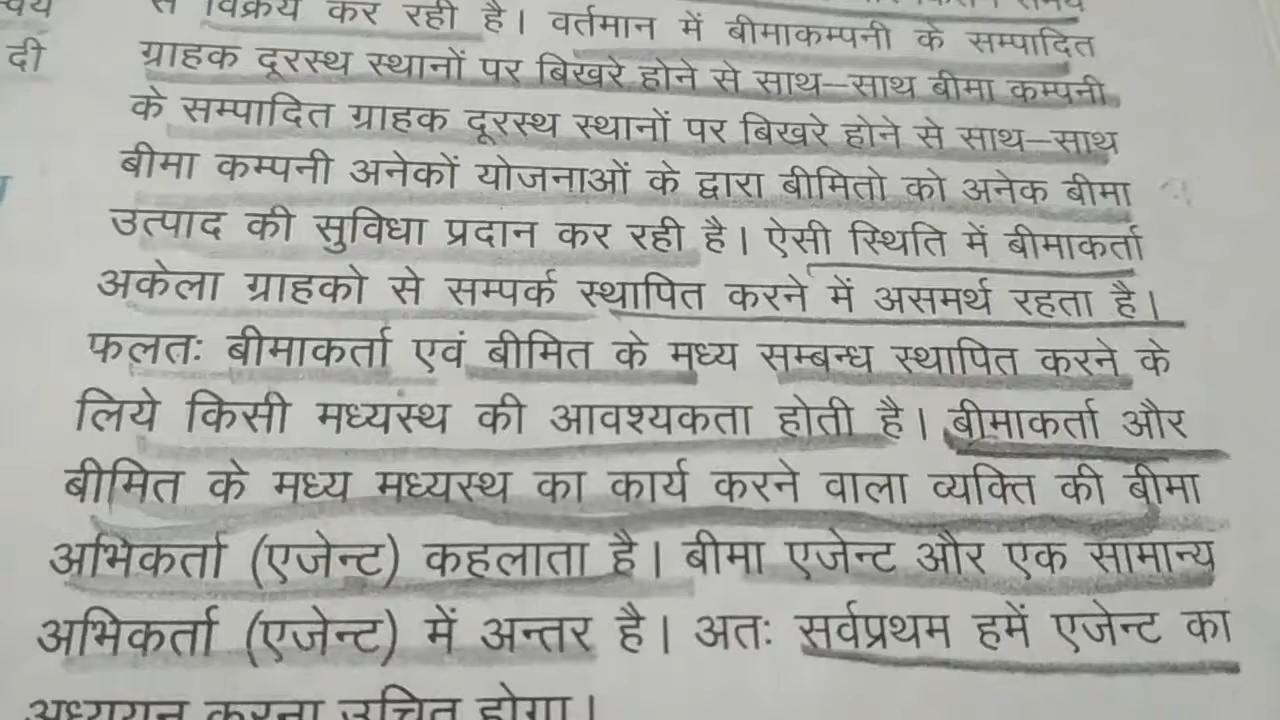 से विक्रय कर रही है। वर्तमान में बीमाकम्पनी के सम्पादित
दी
ग्राहक दूरस्थ स्थानों पर बिखरे होने से साथ–साथ बीमा कम्पनी
के सम्पादित ग्राहक दूरस्थ स्थानों पर बिखरे होने से साथ–साथ
बीमा कम्पनी अनेकों योजनाओं के द्वारा बीमितो को अनेक बीमा
उत्पाद की सुविधा प्रदान कर रही है। ऐसी स्थिति में बीमाकर्ता
अकेला ग्राहको से सम्पर्क स्थापित करने में असमर्थ रहता है।
फलतः बीमाकर्ता एवं बीमित के मध्य सम्बन्ध स्थापित करने के
लिये किसी मध्यस्थ की आवश्यकता होती है। बीमाकर्ता और
बीमित के मध्य मध्यस्थ का कार्य करने वाला व्यक्ति की बीमा
अभिकर्ता (एजेन्ट) कहलाता है। बीमा एजेन्ट और एक सामान्य
अभिकर्ता (एजेन्ट) में अन्तर है। अतः सर्वप्रथम हमें एजेन्ट का
अध्ययन करना उचित होगा।